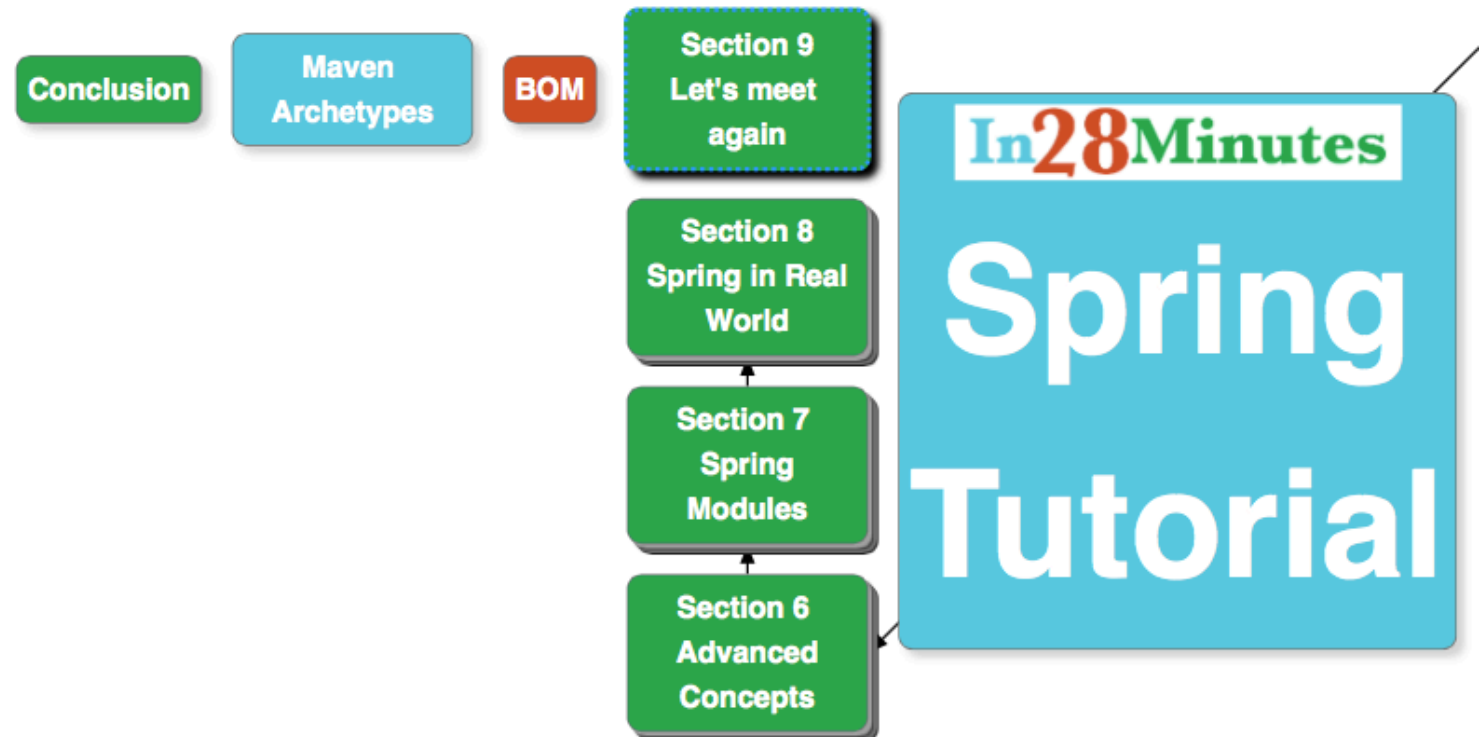 Conclusion
Maven
Archetypes
BOM
Section 9
Let's meet
again
In28Minutes
Spring
Tutorial
Section 8
Spring in Real
World
Section 7
Spring
Modules
Section 6
Advanced
Concepts